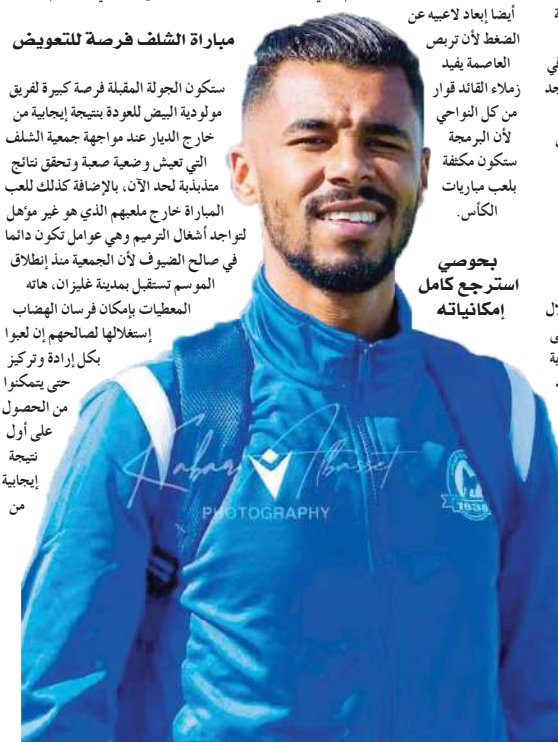 أيضا إبعاد لاعبيه عن
الضغط لأن تربص
العاصمة يفيد
زملاء القائد قوار
من كل النواحي
لأن البرمجة
ستكون مكثفة
بلعب مباريات
الكأس.
بحوصي
استرجع كامل
إمكانياته
مباراة الشلف فرصة للتعويض
ستكون الجولة المقبلة فرصة كبيرة لفريق
مولودية البيض للعودة بنتيجة إيجابية من
خارج الديار عند مواجهة جمعية الشلف
التي تعيش وضعية صعبة وتحقق نتائج
متذبذبة لحد الآن، بالإضافة كذلك للعب
المباراة خارج ملعبهم الذي هو غير مؤهل
لتواجد أشغال الترميم وهي عوامل تكون دائما
في صالح الضيوف لأن الجمعية منذ إنطلاق
الموسم تستقبل بمدينة غليزان، هاته
المعطيات بإمكان فرسان الهضاب
إستغلالها لصالحهم إن لعبوا
بكل إرادة وتركيز
حتى يتمكنوا
من الحصول
على أول
نتيجة
إيجابية
من
PHOTOGRAPHY